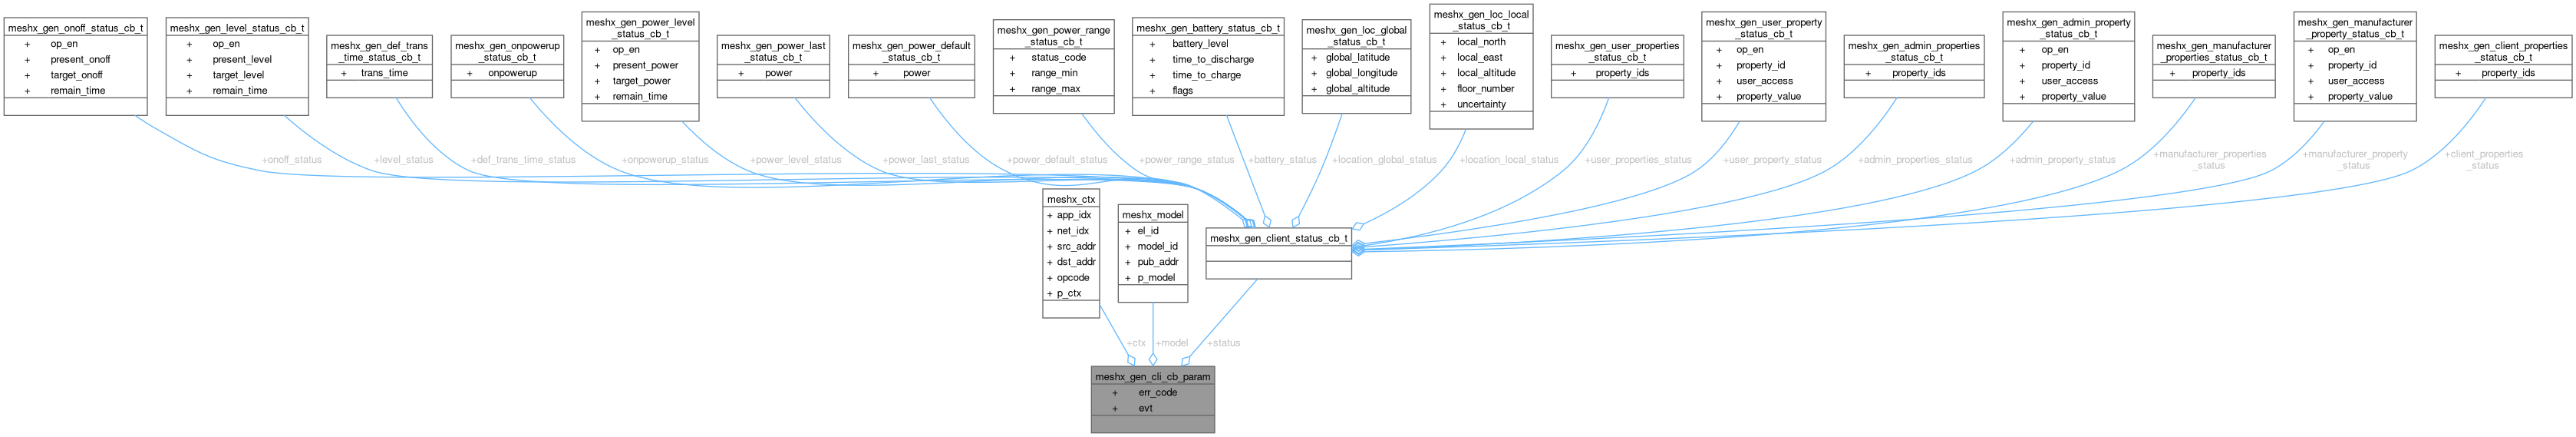 meshx_gen_onoff_status_cb_t
+ op_en
+ present_onoff
+ target_onoff
+ remain_time
meshx_gen_level_status_cb_t
+ op_en
+ present_level
+ target_level
+ remain_time
meshx_gen_def_trans
_time_status_cb_t
+ trans_time
meshx_gen_onpowerup
_status_cb_t
+ onpowerup
meshx_gen_power_level
_status_cb_t
+ op_en
+ present_power
+ target_power
+ remain_time
meshx_gen_power_last
_status_cb_t
+ power
meshx_gen_power_default
_status_cb_t
+ power
meshx_gen_power_range
_status_cb_t
+ status_code
+ range_min
+ range_max
meshx_gen_battery_status_cb_t
+ battery_level
+ time_to_discharge
+ time_to_charge
+ flags
meshx_gen_loc_global
_status_cb_t
+ global_latitude
+ global_longitude
+ global_altitude
meshx_gen_loc_local
_status_cb_t
+ local_north
+ local_east
+ local_altitude
+ floor_number
+ uncertainty
meshx_gen_user_properties
_status_cb_t
+ property_ids
meshx_gen_user_property
_status_cb_t
+ op_en
+ property_id
+ user_access
+ property_value
meshx_gen_admin_properties
_status_cb_t
+ property_ids
meshx_gen_admin_property
_status_cb_t
+ op_en
+ property_id
+ user_access
+ property_value
meshx_gen_manufacturer
_properties_status_cb_t
+ property_ids
meshx_gen_manufacturer
_property_status_cb_t
+ op_en
+ property_id
+ user_access
+ property_value
meshx_gen_client_properties
_status_cb_t
+ property_ids
+onoff_status
+level_status
+def_trans_time_status
+onpowerup_status
+power_level_status
+power_last_status
+power_default_status
+power_range_status
+battery_status
+location_global_status
+location_local_status
+user_properties_status
+user_property_status
+admin_properties_status
+admin_property_status
+manufacturer_properties
_status
+manufacturer_property
_status
+client_properties
_status
meshx_ctx
+ app_idx
+ net_idx
+ src_addr
+ dst_addr
+ opcode
+ p_ctx
meshx_model
+ el_id
+ model_id
+ pub_addr
+ p_model
meshx_gen_client_status_cb_t
+ctx
+model
+status
meshx_gen_cli_cb_param
+ err_code
+ evt